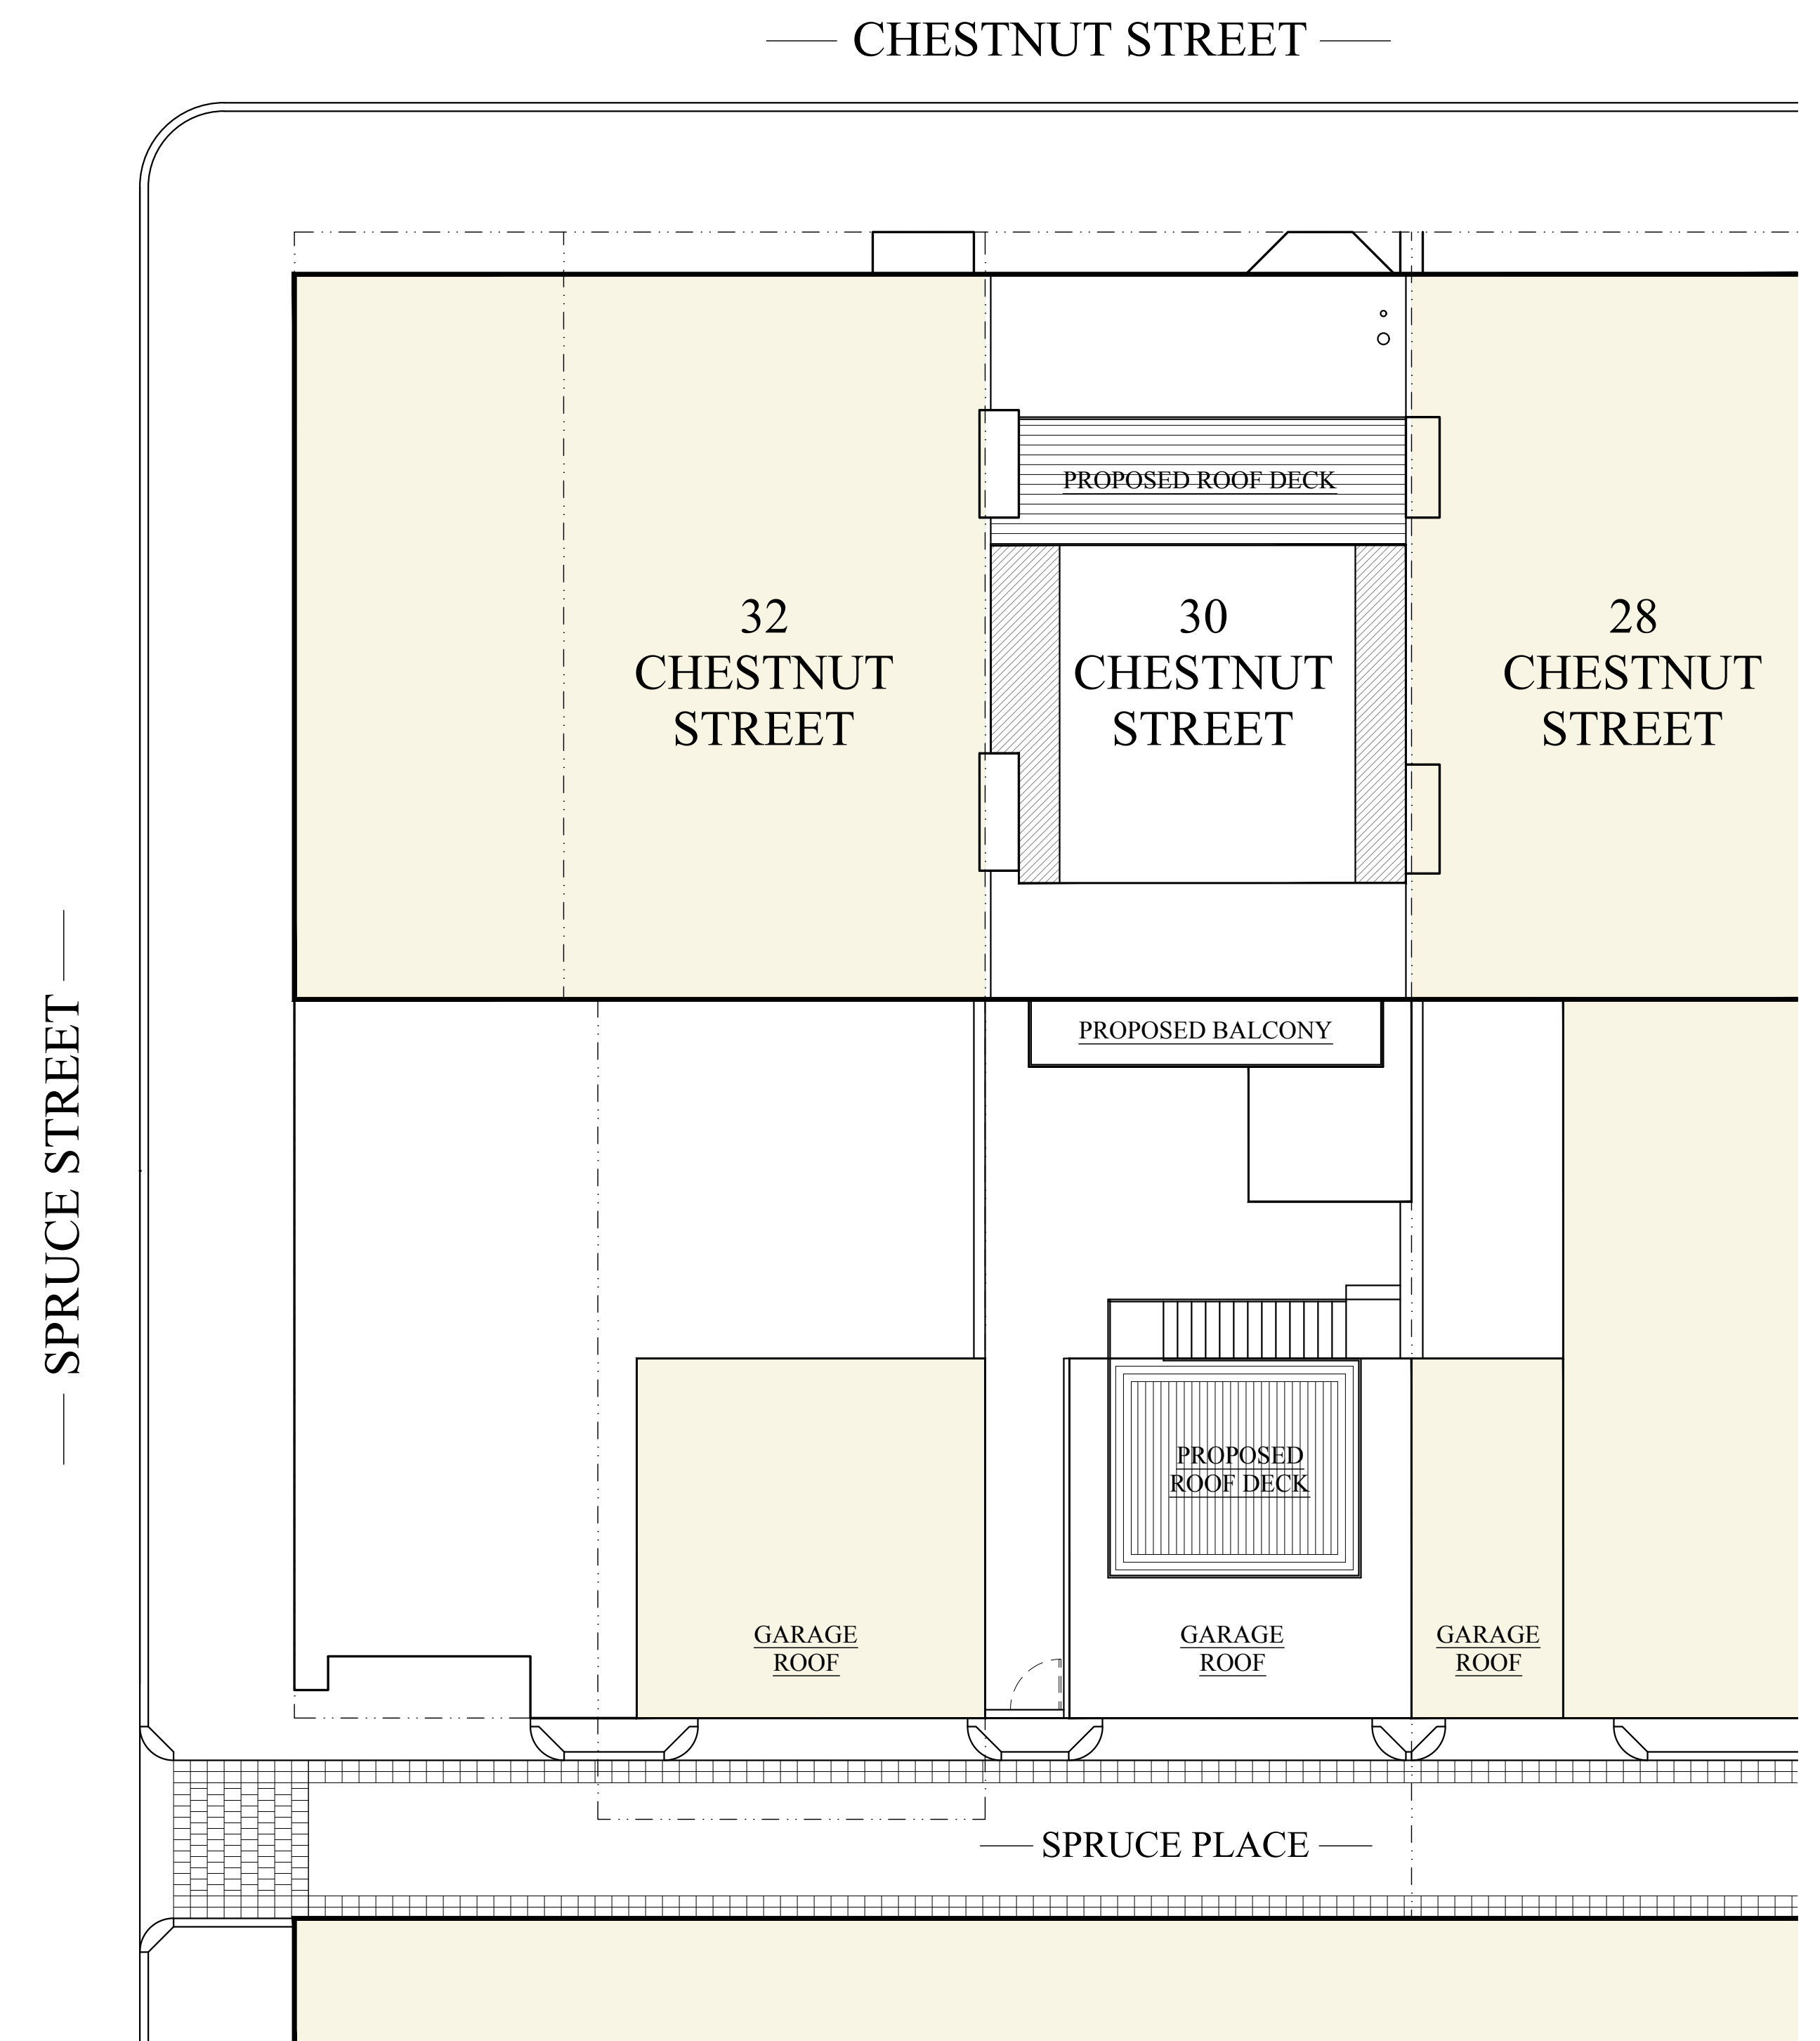 CHESTNUT STREET
PROPOSED ROOF DECK
32
CHESTNUT
STREET
30
CHESTNUT
STREET
28
CHESTNUT
STREET
SPRUCE STREET
PROPOSED BALCONY
PROPOSED
ROOF DECK
GARAGE
ROOF
GARAGE
ROOF
GARAGE
ROOF
SPRUCE PLACE